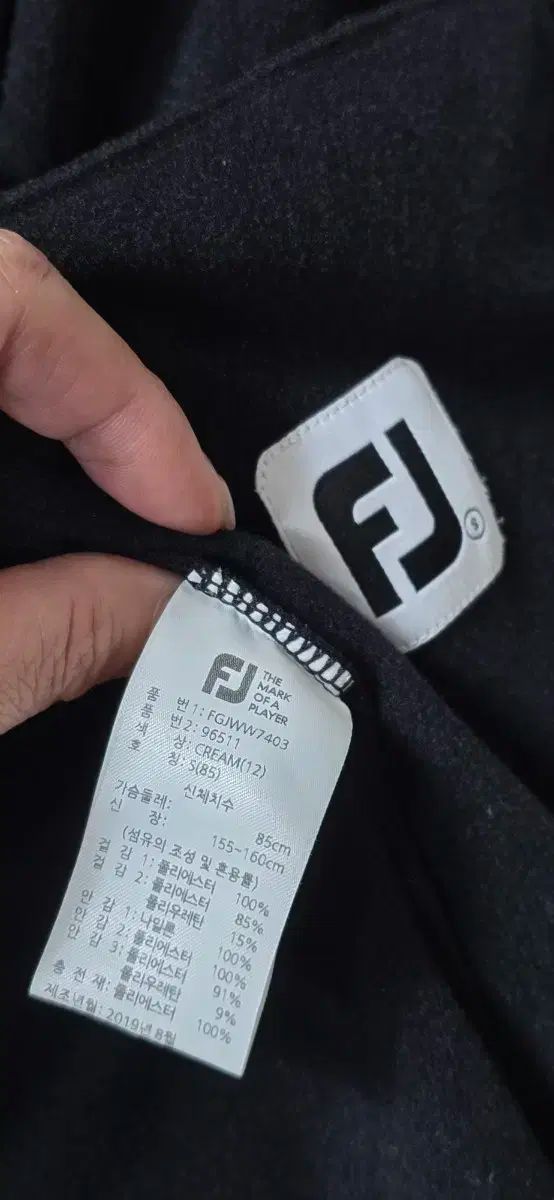 FJ
S
FJ THE
MARK
OF A
PLAYER
품 번1: FGJWW7403
품 번2: 96511
색 상: CREAM(12)
호 칭: S(85)
신체치수
가슴둘레: 85cm
신 장: 155~160cm
(섬유의 조성 및 혼용률)
겉 감 1: 폴리에스터 100%
겉 감 2: 폴리에스터 85%
폴리우레탄 15%
안 감 1: 나일론 100%
안 감 2: 폴리에스터 100%
안 감 3: 폴리에스터 91%
폴리우레탄 9%
충 전 재: 폴리에스터 100%
제조년월: 2019년 8월